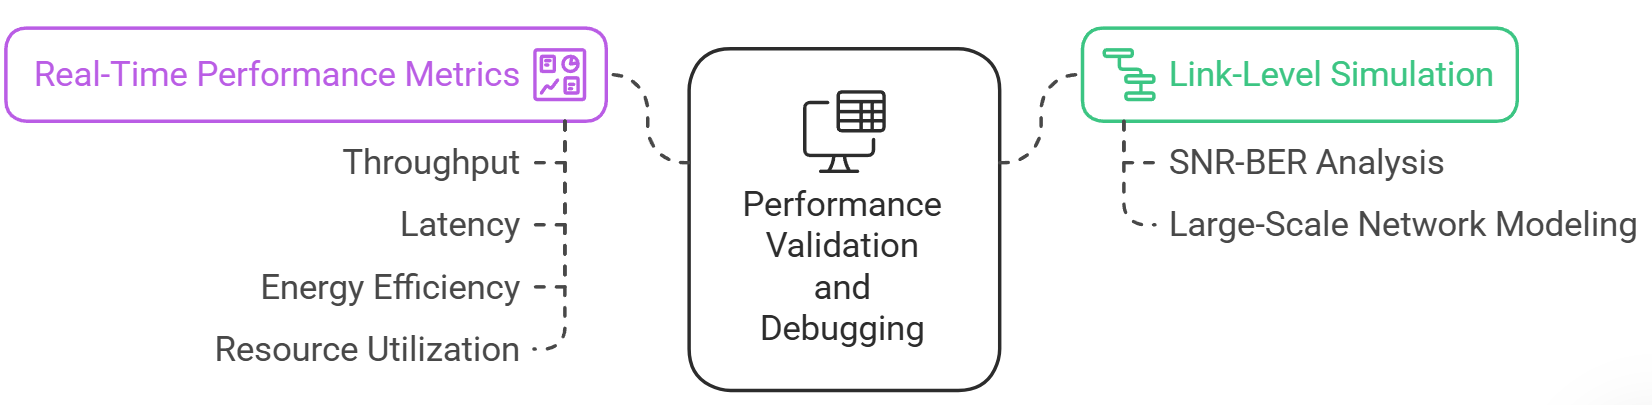 Real-Time Performance Metrics
Throughput
Latency
Energy Efficiency
Resource Utilization
Performance
Validation
and
Debugging
Link-Level Simulation
SNR-BER Analysis
Large-Scale Network Modeling